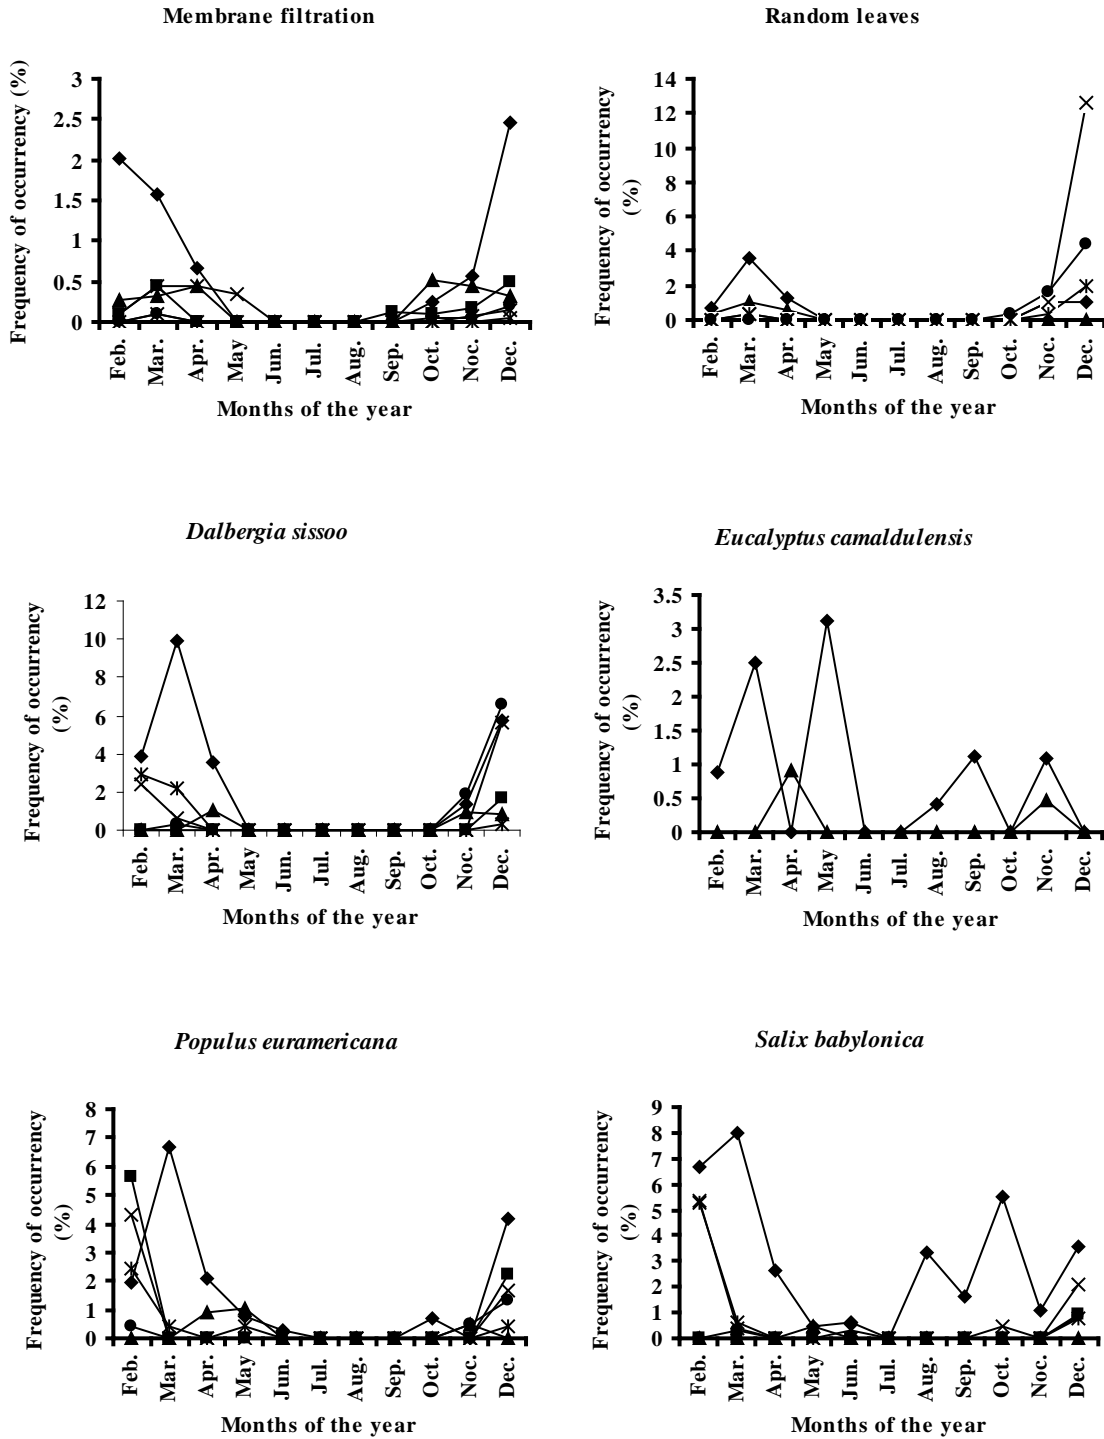 Membrane filtration
Frequency of occurrency (%)
3
2.5
2
1.5
1
0.5
0
Feb.
Mar.
Apr.
May
Jun.
Jul.
Aug.
Sep.
Oct.
Noc.
Dec.
Months of the year
Random leaves
Frequency of occurrency
(%)
14
12
10
8
6
4
2
0
Feb.
Mar.
Apr.
May
Jun.
Jul.
Aug.
Sep.
Oct.
Noc.
Dec.
Months of the year
Dalbergia sissoo
Frequency of occurrency
(%)
12
10
8
6
4
2
0
Feb.
Mar.
Apr.
May
Jun.
Jul.
Aug.
Sep.
Oct.
Noc.
Dec.
Months of the year
Eucalyptus camaldulensis
Frequency of occurrency
(%)
3.5
3
2.5
2
1.5
1
0.5
0
Feb.
Mar.
Apr.
May
Jun.
Jul.
Aug.
Sep.
Oct.
Nov.
Dec.
Months of the year
Populus euramericana
Frequency of occurrency
(%)
8
7
6
5
4
3
2
1
0
Feb.
Mar.
Apr.
May
Jun.
Jul.
Aug.
Sep.
Oct.
Noc.
Dec.
Months of the year
Salix babylonica
Frequency of occurrency
(%)
9
8
7
6
5
4
3
2
1
0
Feb.
Mar.
Apr.
May
Jun.
Jul.
Aug.
Sep.
Oct.
Noc.
Dec.
Months of the year